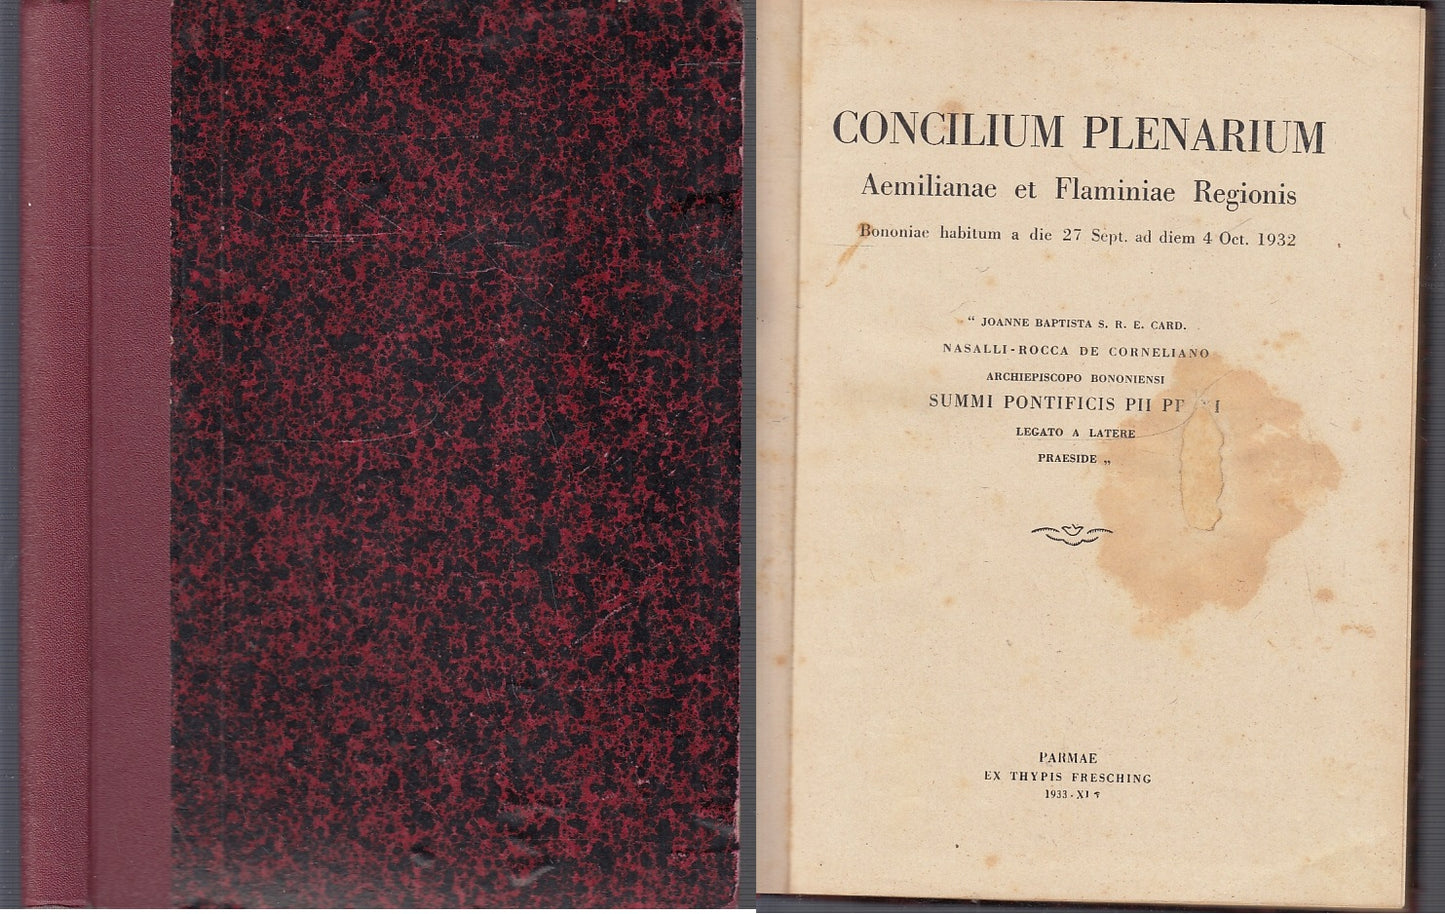 CONCILIUM PLENARIUM
Aemilianae et Flaminiae Regionis
Bononiae habitum a die 27 Sept. ad diem 4 Oct. 1932
“ JOANNE BAPTISTA S. R. E. CARD.
NASALLI-ROCCA DE CORNELIANO
ARCHIEPISCOPO BONONIENSI
SUMMI PONTIFICIS PII
LEGATO A LATERE
PRAESIDE „
PARMAE
EX THYPIS FRESCHING
1933 - XI